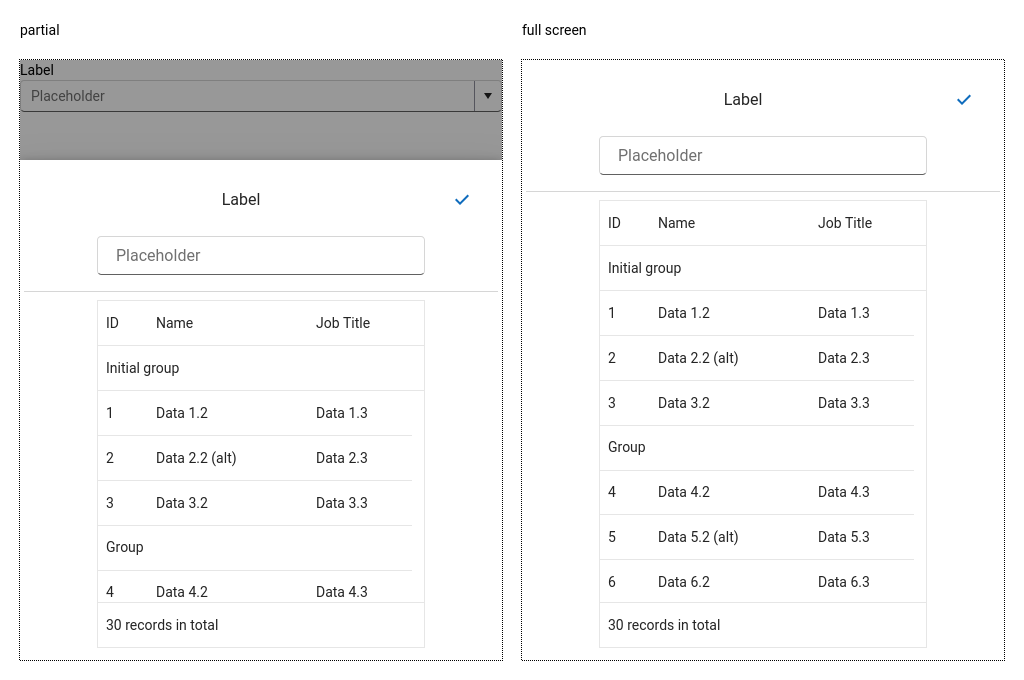 partial
Label
Placeholder
Label
Placeholder
ID Name Job Title
Initial group
1 Data 1.2 Data 1.3
2 Data 2.2 (alt) Data 2.3
3 Data 3.2 Data 3.3
Group
4 Data 4.2 Data 4.3
30 records in total
full screen
Label
Placeholder
ID Name Job Title
Initial group
1 Data 1.2 Data 1.3
2 Data 2.2 (alt) Data 2.3
3 Data 3.2 Data 3.3
Group
4 Data 4.2 Data 4.3
5 Data 5.2 (alt) Data 5.3
6 Data 6.2 Data 6.3
30 records in total